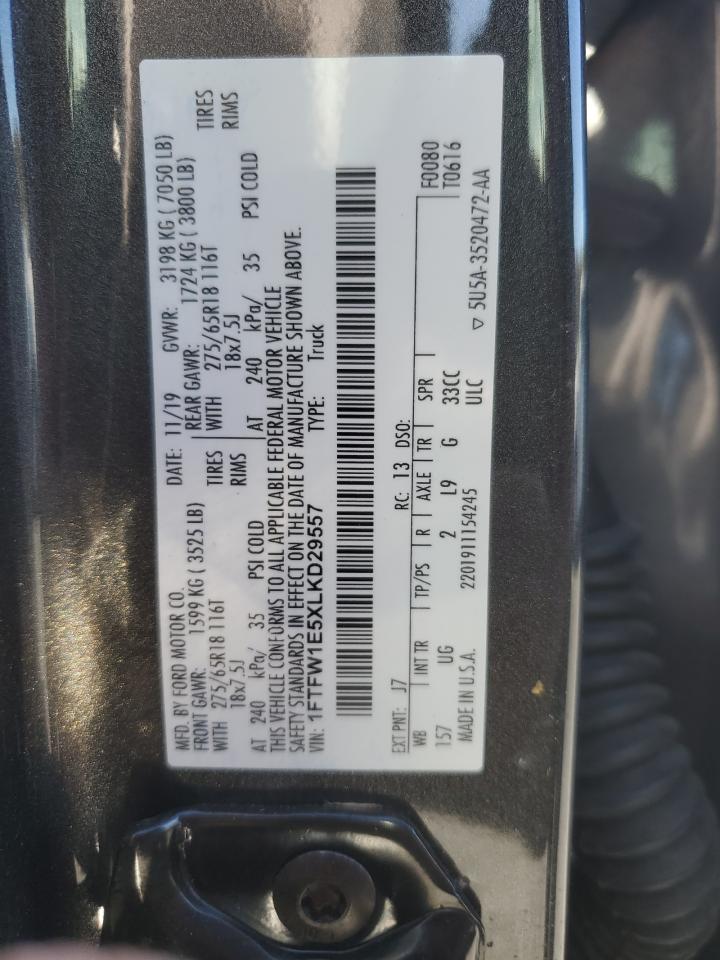 MFD. BY FORD MOTOR CO. DATE: 11/19 GVWR: 3198 KG ( 7050 LB)
FRONT GAWR: 1599 KG ( 3525 LB) REAR GAWR: 1724 KG ( 3800 LB)
WITH 275/65R18 116T TIRES WITH 275/65R18 116T TIRES
18x7.5J RIMS 18x7.5J RIMS
AT 240 kPa/ 35 PSI COLD AT 240 kPa/ 35 PSI COLD
THIS VEHICLE CONFORMS TO ALL APPLICABLE FEDERAL MOTOR VEHICLE
SAFETY STANDARDS IN EFFECT ON THE DATE OF MANUFACTURE SHOWN ABOVE.
VIN: 1FTFW1E5XLKD29557 TYPE: Truck
EXT PNT: J7 RC: 13 DSO:
WB INT TR TP/PS R AXLE TR SPR F0080
157 UG 2 L9 G 33CC T0616
MADE IN U.S.A. 2201911154245 ULC
▽ 5U5A-3520472-AA